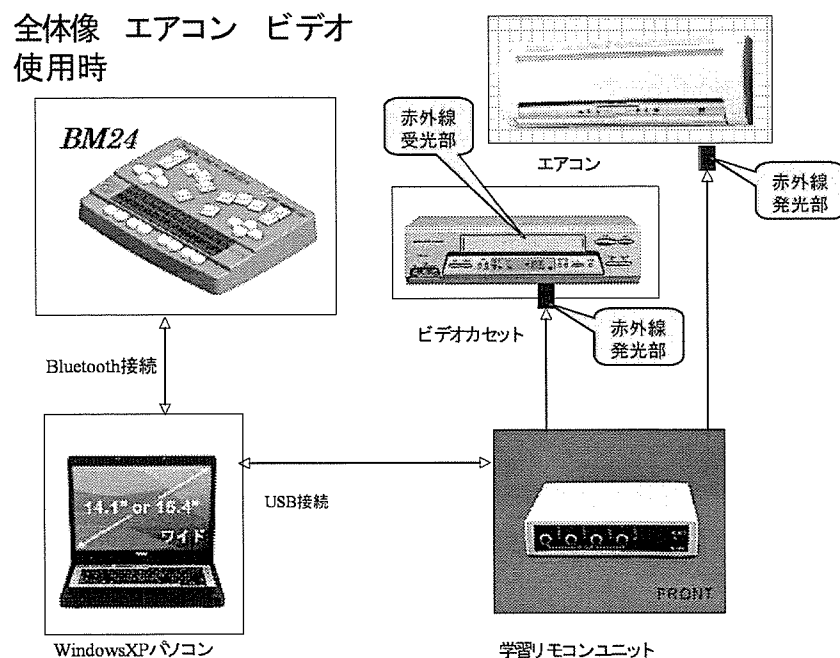 全体像 エアコン ビデオ
使用時
BM24
赤外線
受光部
エアコン
赤外線
発光部
ビデオカセット
赤外線
発光部
Bluetooth接続
14.1" or 15.4"
ワイド
USB接続
FRONT
WindowsXPパソコン
学習リモコンユニット